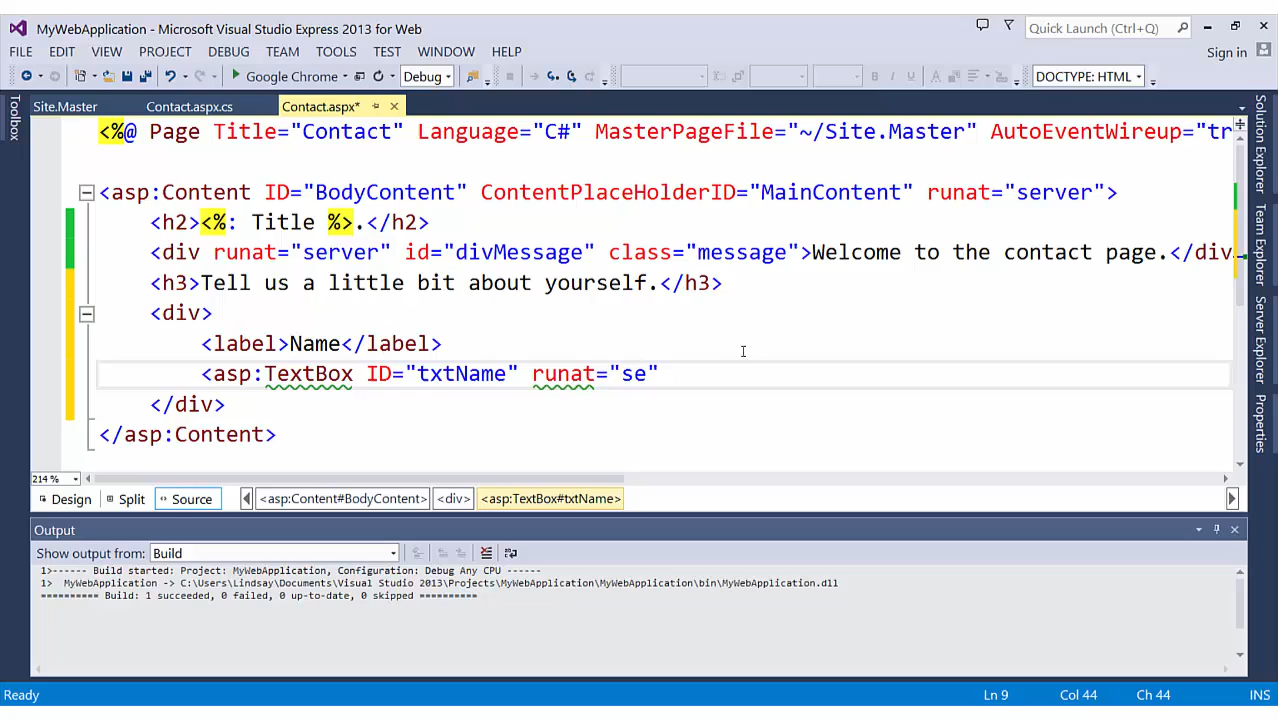 MyWebApplication - Microsoft Visual Studio Express 2013 for Web
Quick Launch (Ctrl+Q)
FILE EDIT VIEW PROJECT DEBUG TEAM TOOLS TEST WINDOW HELP
Sign in
Google Chrome Debug DOCTYPE: HTML
B I U A
Toolbox
Site.Master Contact.aspx.cs Contact.aspx*
<%@ Page Title="Contact" Language="C#" MasterPageFile="~/Site.Master" AutoEventWireup="tr
<asp:Content ID="BodyContent" ContentPlaceHolderID="MainContent" runat="server">
<h2><%: Title %>.</h2>
<div runat="server" id="divMessage" class="message">Welcome to the contact page.</div
<h3>Tell us a little bit about yourself.</h3>
<div>
<label>Name</label>
<asp:TextBox ID="txtName" runat="se"
</div>
</asp:Content>
Solution Explorer
Team Explorer
Server Explorer
Properties
214 %
Design Split Source <asp:Content#BodyContent> <div> <asp:TextBox#txtName>
Output
Show output from: Build
1>------ Build started: Project: MyWebApplication, Configuration: Debug Any CPU ------
1> MyWebApplication -> C:\Users\Lindsay\Documents\Visual Studio 2013\Projects\MyWebApplication\MyWebApplication\bin\MyWebApplication.dll
========== Build: 1 succeeded, 0 failed, 0 up-to-date, 0 skipped ==========
Ready Ln 9 Col 44 Ch 44 INS